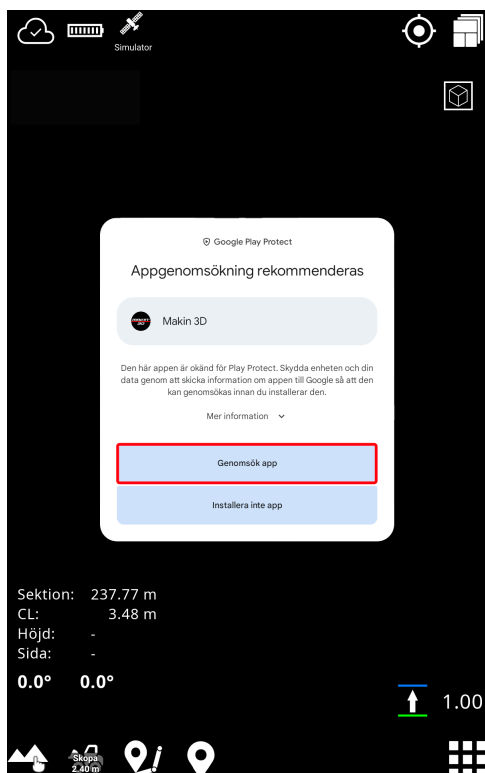 Simulator
Google Play Protect
Appgenomsökning rekommenderas
Makin 3D
Den här appen är okänd för Play Protect. Skydda enheten och din
data genom att skicka information om appen till Google så att den
kan genomsökas innan du installerar den.
Mer information
Genomsök app
Installera inte app
Sektion: 237.77 m
CL: 3.48 m
Höjd: -
Sida: -
0.0° 0.0°
1.00
Skopa
2.40 m